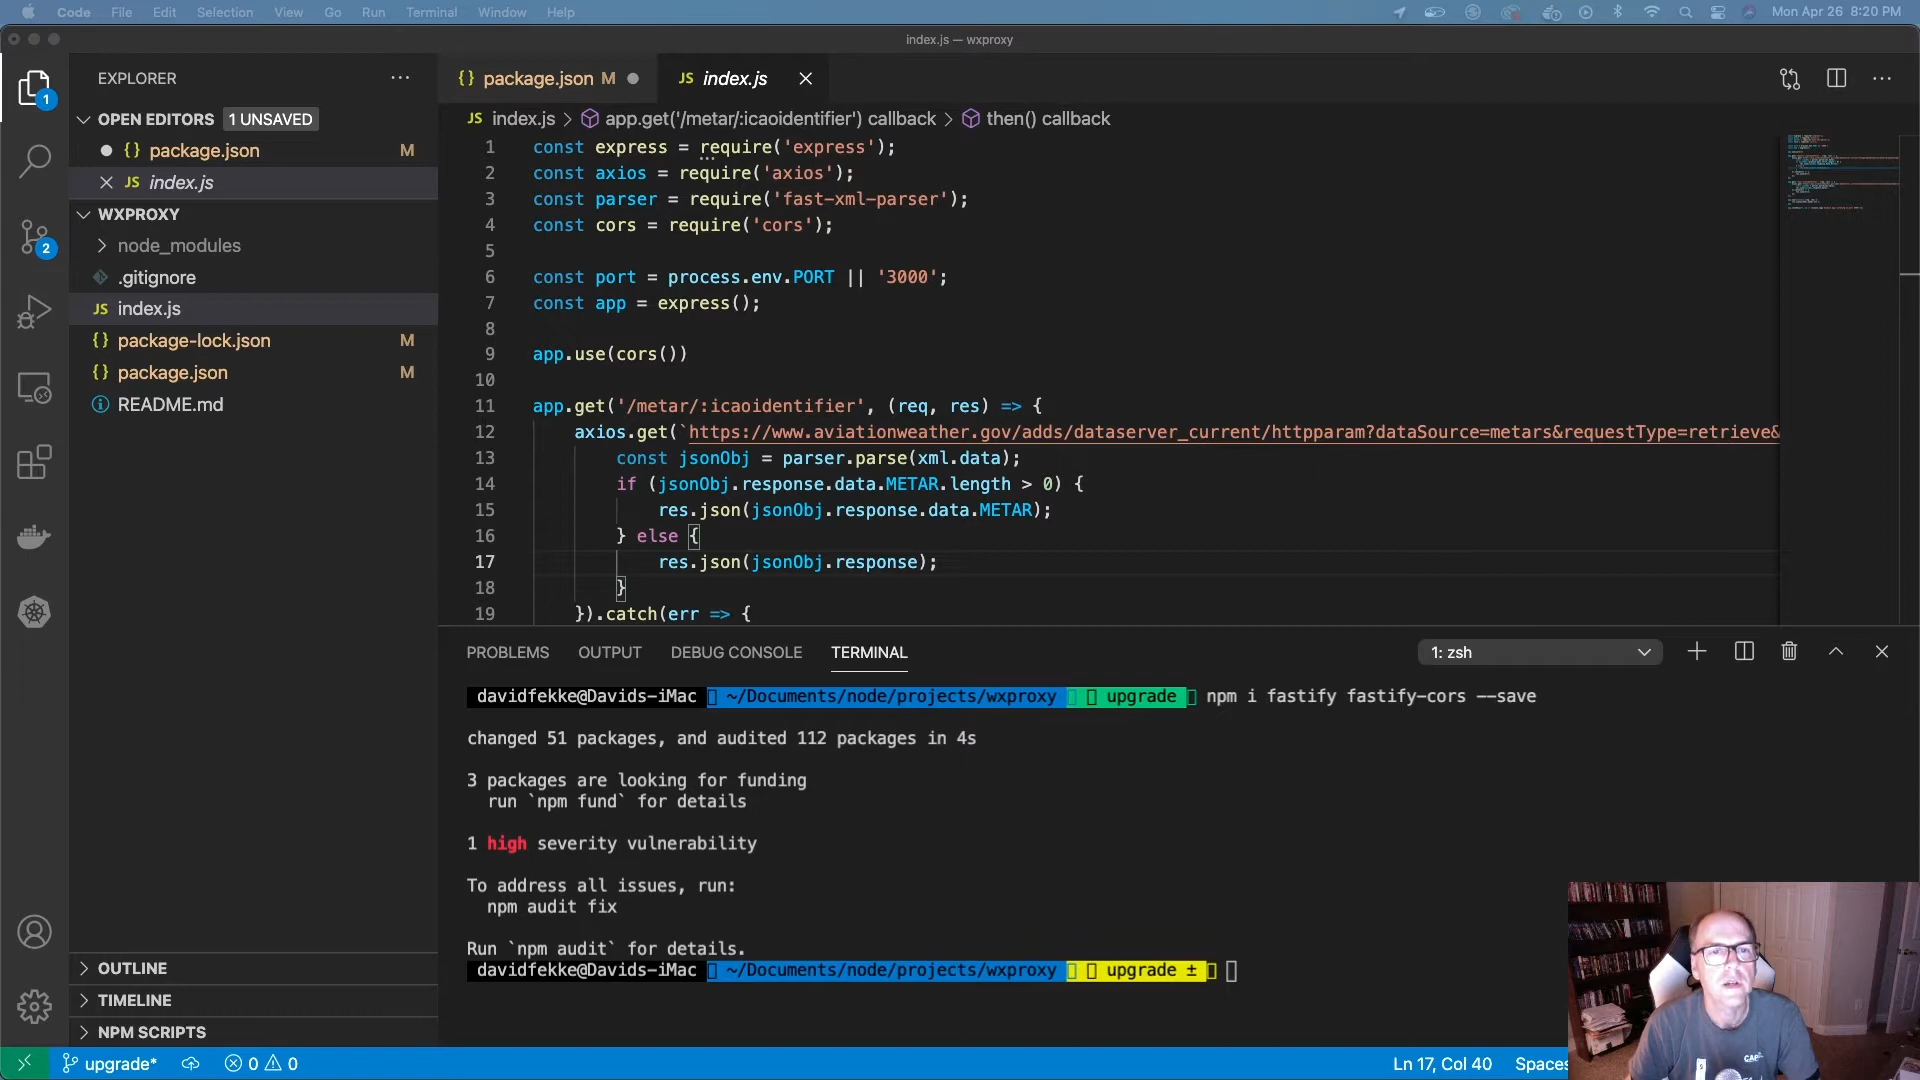 Code File Edit Selection View Go Run Terminal Window Help Mon Apr 26 8:20 PM
index.js — wxproxy
EXPLORER
1
OPEN EDITORS 1 UNSAVED
{} package.json M
JS index.js
WXPROXY
node_modules
.gitignore
JS index.js
{} package-lock.json M
{} package.json M
README.md
2
OUTLINE
TIMELINE
NPM SCRIPTS
{} package.json M
JS index.js
JS index.js > app.get('/metar/:icaoidentifier') callback > then() callback
1 const express = require('express');
2 const axios = require('axios');
3 const parser = require('fast-xml-parser');
4 const cors = require('cors');
5
6 const port = process.env.PORT || '3000';
7 const app = express();
8
9 app.use(cors())
10
11 app.get('/metar/:icaoidentifier', (req, res) => {
12 axios.get(`https://www.aviationweather.gov/adds/dataserver_current/httpparam?dataSource=metars&requestType=retrieve&
13 const jsonObj = parser.parse(xml.data);
14 if (jsonObj.response.data.METAR.length > 0) {
15 res.json(jsonObj.response.data.METAR);
16 } else {
17 res.json(jsonObj.response);
18 }
19 }).catch(err => {
PROBLEMS OUTPUT DEBUG CONSOLE TERMINAL 1: zsh
davidfekke@Davids-iMac ~/Documents/node/projects/wxproxy upgrade npm i fastify fastify-cors --save
changed 51 packages, and audited 112 packages in 4s
3 packages are looking for funding
run `npm fund` for details
1 high severity vulnerability
To address all issues, run:
npm audit fix
Run `npm audit` for details.
davidfekke@Davids-iMac ~/Documents/node/projects/wxproxy upgrade ±
upgrade* 0 0 Ln 17, Col 40 Spaces
CAP